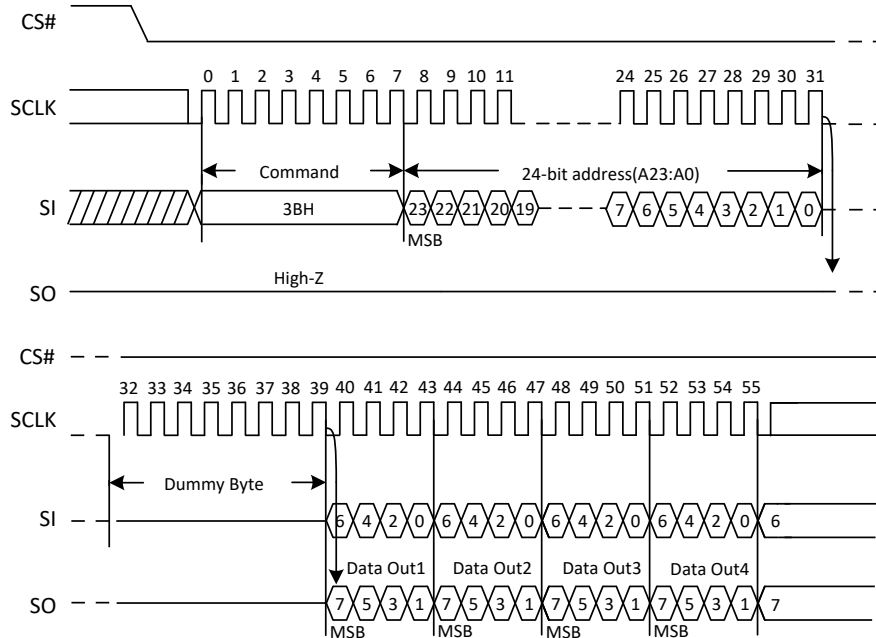 CS#
0 1 2 3 4 5 6 7 8 9 10 11 24 25 26 27 28 29 30 31
SCLK
Command 24-bit address(A23:A0)
SI 3BH 23 22 21 20 19 7 6 5 4 3 2 1 0
MSB
High-Z
SO
CS#
32 33 34 35 36 37 38 39 40 41 42 43 44 45 46 47 48 49 50 51 52 53 54 55
SCLK
Dummy Byte
SI 6 4 2 0 6 4 2 0 6 4 2 0 6 4 2 0 6
Data Out1 Data Out2 Data Out3 Data Out4
SO 7 5 3 1 7 5 3 1 7 5 3 1 7 5 3 1 7
MSB MSB MSB MSB